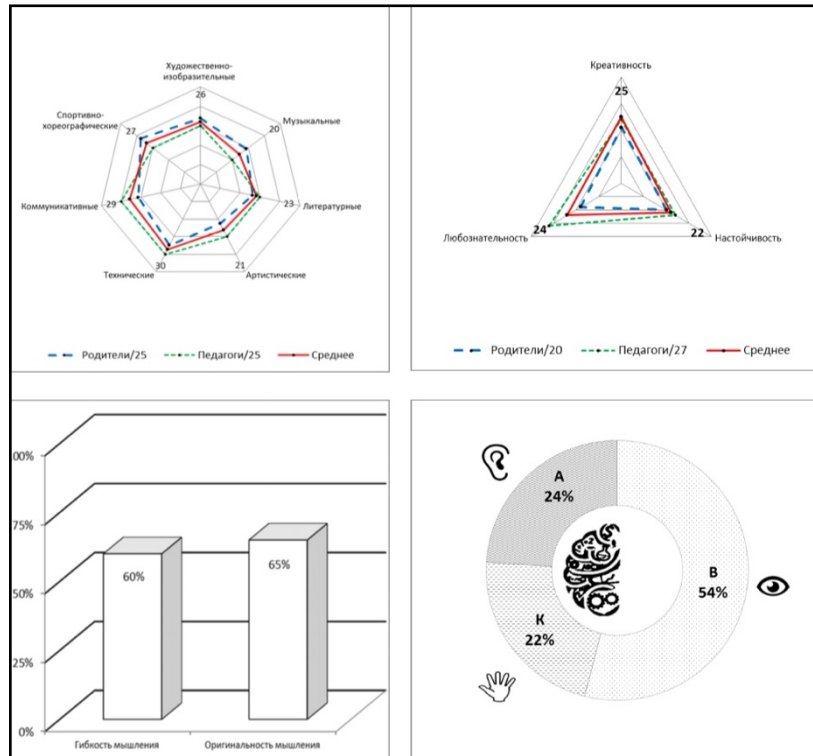 Художественно-
изобразительные
26
Музыкальные
20
Литературные
23
Артистические
21
Технические
30
Коммуникативные
29
Спортивно-
хореографические
27
Родители/25
Педагоги/25
Среднее
Креативность
25
Настойчивость
22
Любознательность
24
Родители/20
Педагоги/27
Среднее
00%
75%
50%
25%
0%
60%
65%
Гибкость мышления
Оригинальность мышления
А
24%
В
54%
К
22%